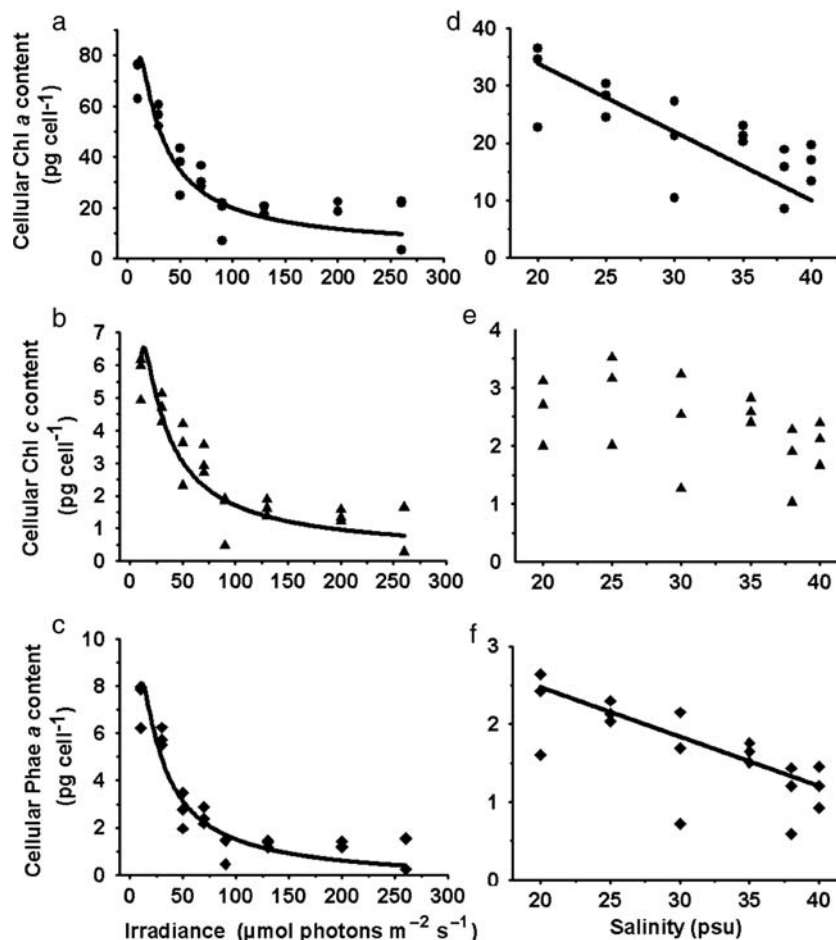 a
Cellular Chl a content
(pg cell-1)
80
60
40
20
0
0 50 100 150 200 250 300
d
40
30
20
10
0
20 25 30 35 40
b
Cellular Chl c content
(pg cell⁻¹)
7
6
5
4
3
2
1
0
0 50 100 150 200 250 300
e
4
3
2
1
0
20 25 30 35 40
c
Cellular Phae a content
(pg cell⁻¹)
10
8
6
4
2
0
0 50 100 150 200 250 300
Irradiance (μmol photons m⁻² s⁻¹)
f
3
2
1
0
20 25 30 35 40
Salinity (psu)